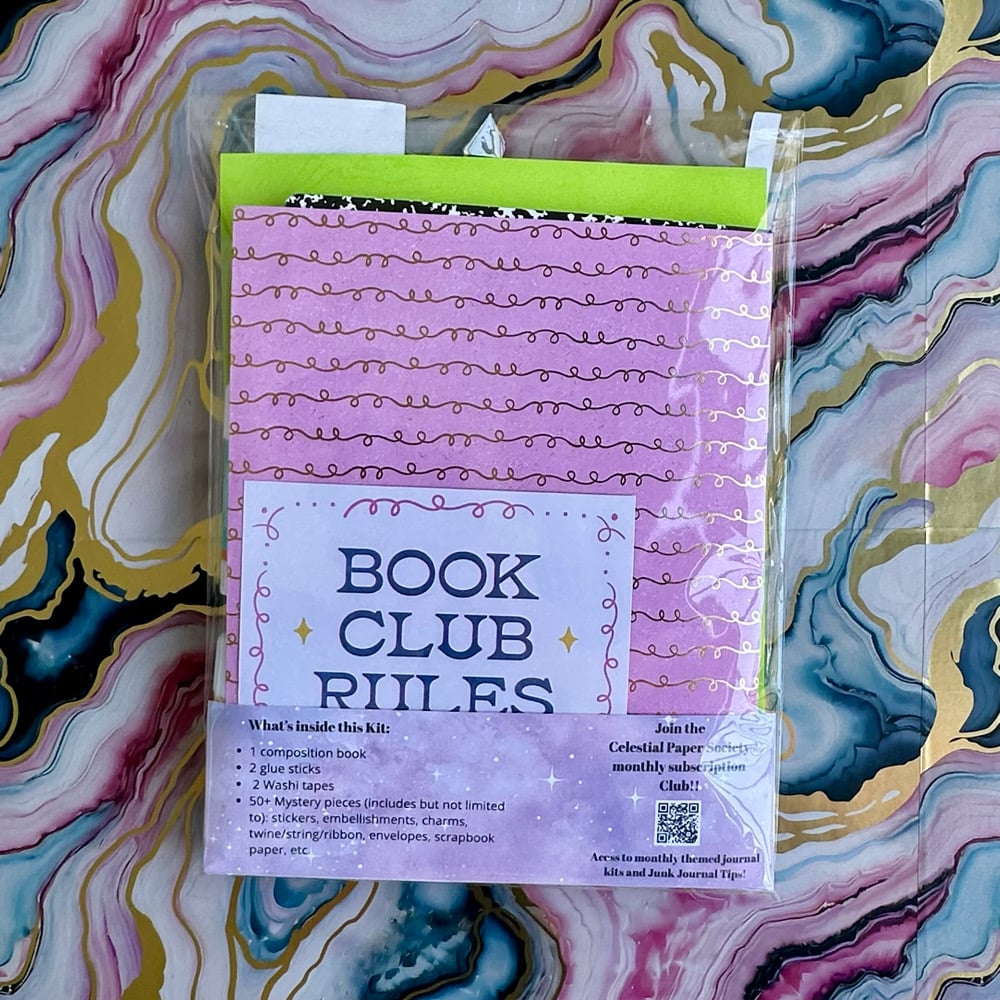 BOOK
CLUB
RULES
What's inside this Kit:
• 1 composition book
• 2 glue sticks
• 2 Washi tapes
• 50+ Mystery pieces (includes but not limited
to): stickers, embellishments, charms,
twine/string/ribbon, envelopes, scrapbook
paper, etc.
Join the
Celestial Paper Society
monthly subscription
Club!!
Acess to monthly themed journal
kits and Junk Journal Tips!